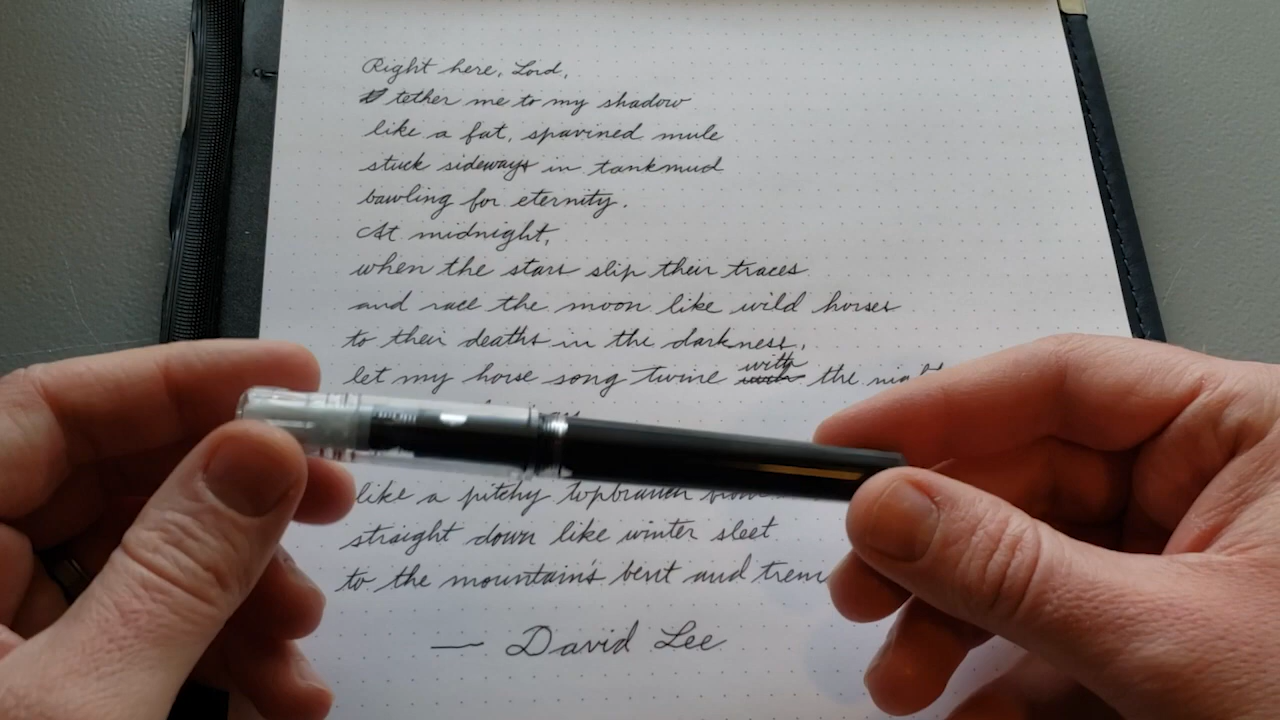 Right here, Lord,
tether me to my shadow
like a fat, spavined mule
stuck sideways in tankmud
bawling for eternity.
At midnight,
when the stars slip their traces
and race the moon like wild horses
to their deaths in the darkness,
let my hoarse song twine with the
like a pitchy
straight down like winter sleet
to the mountain's bent and
— David Lee